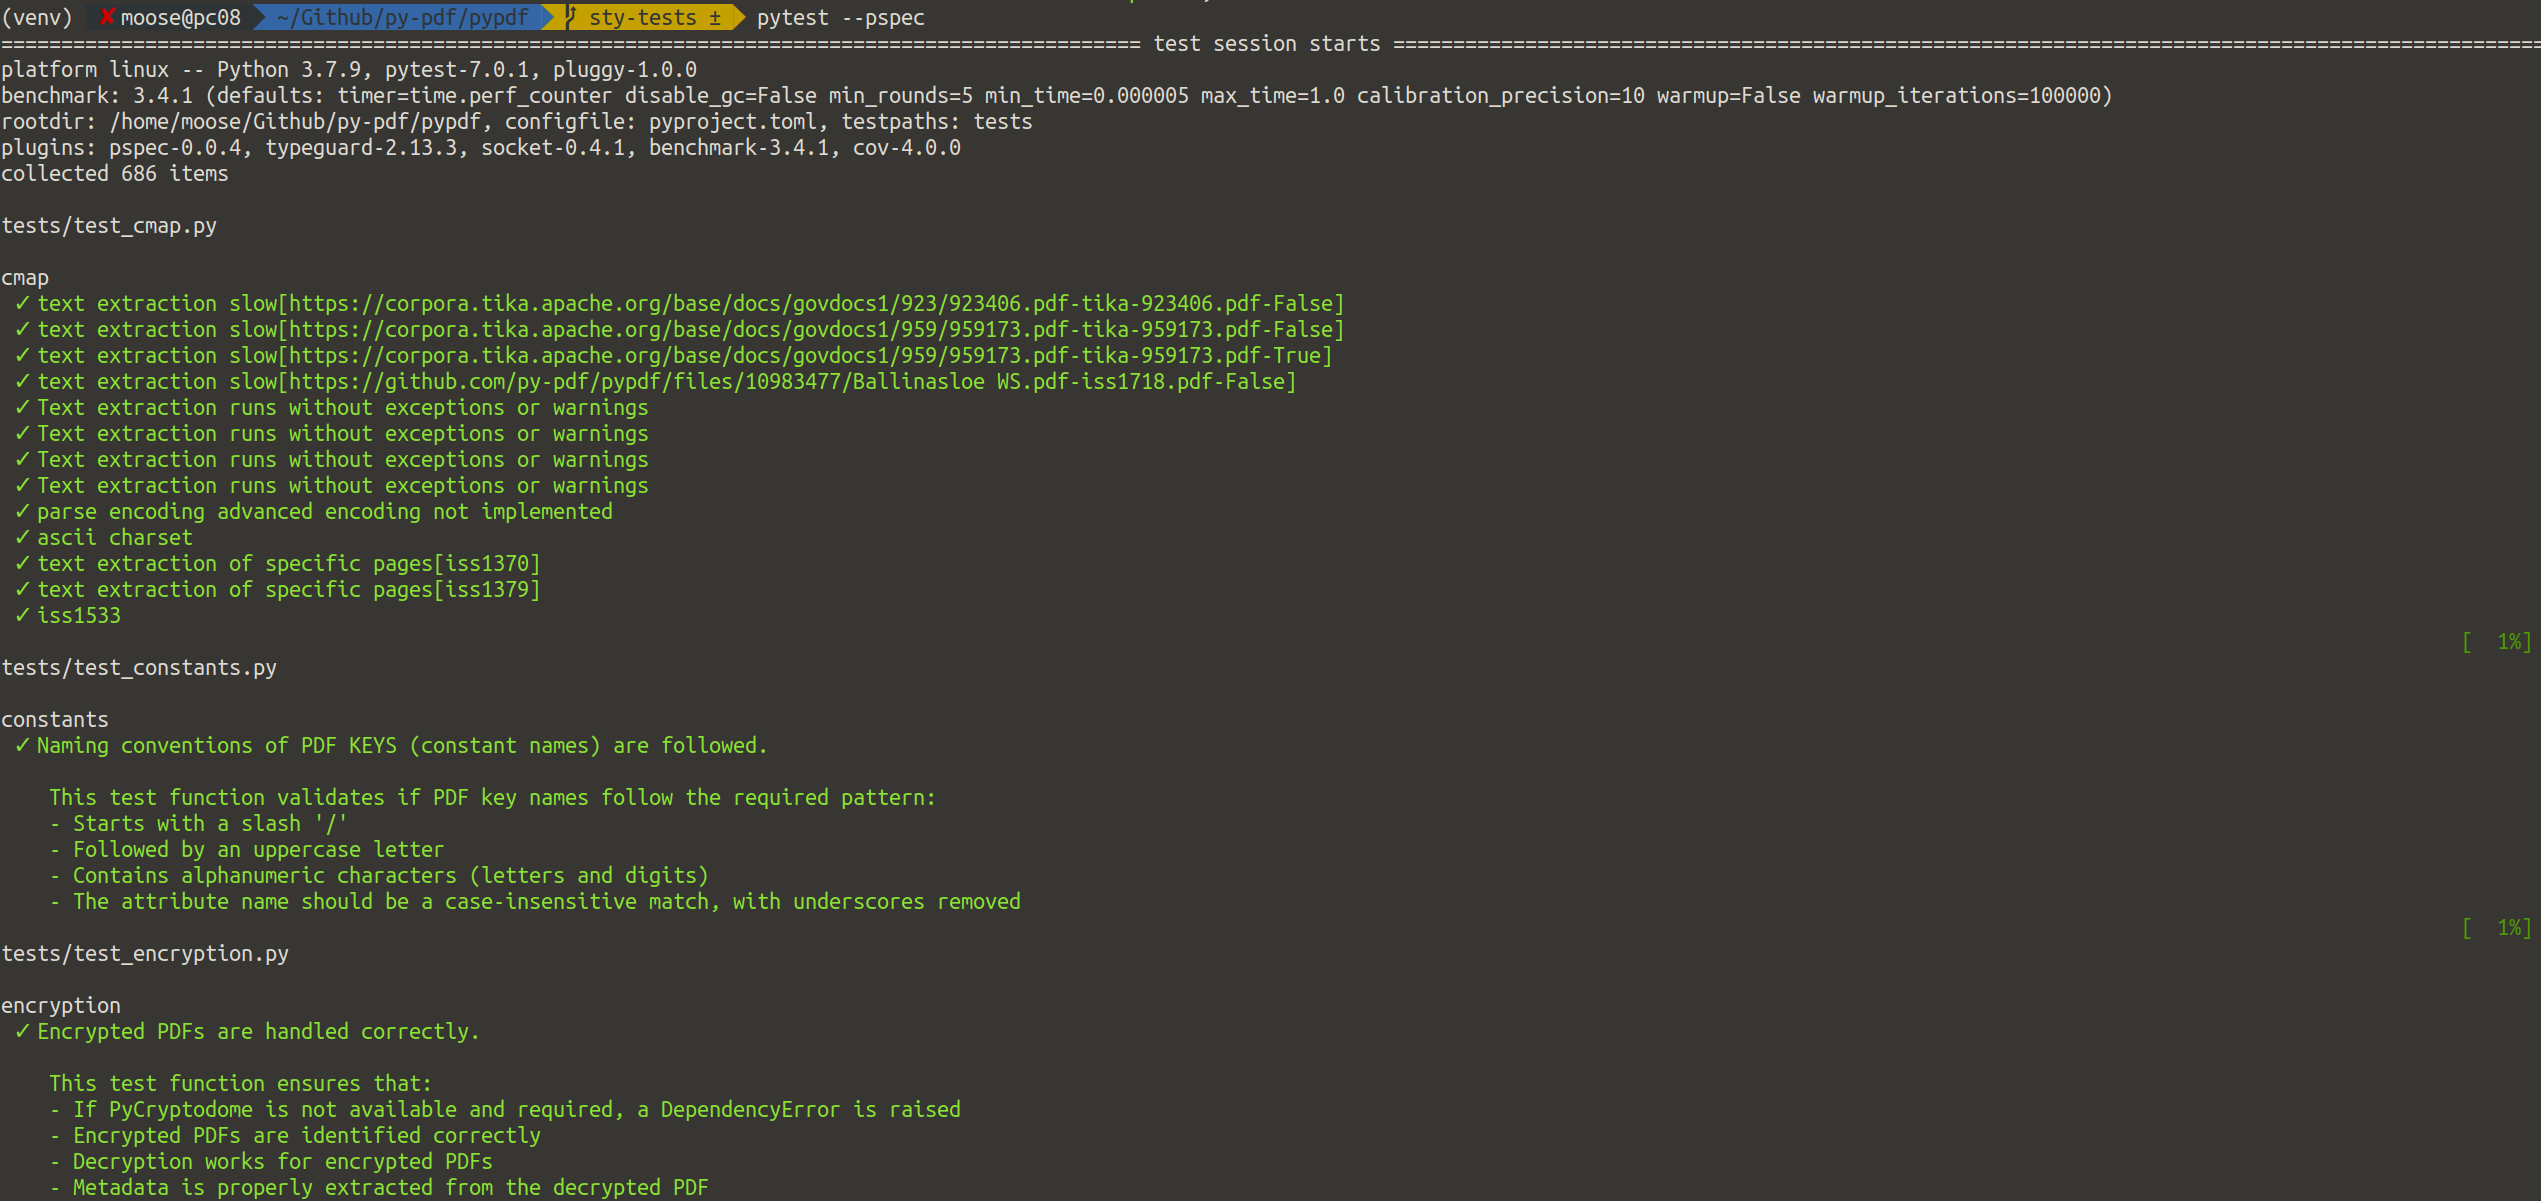 (venv) ✘ moose@pc08 ~/Github/py-pdf/pypdf sty-tests ± pytest --pspec
=============================================================================================== test session starts ================================================================================================
platform linux -- Python 3.7.9, pytest-7.0.1, pluggy-1.0.0
benchmark: 3.4.1 (defaults: timer=time.perf_counter disable_gc=False min_rounds=5 min_time=0.000005 max_time=1.0 calibration_precision=10 warmup=False warmup_iterations=100000)
rootdir: /home/moose/Github/py-pdf/pypdf, configfile: pyproject.toml, testpaths: tests
plugins: pspec-0.0.4, typeguard-2.13.3, socket-0.4.1, benchmark-3.4.1, cov-4.0.0
collected 686 items
tests/test_cmap.py
cmap
✓ text extraction slow[https://corpora.tika.apache.org/base/docs/govdocs1/923/923406.pdf-tika-923406.pdf-False]
✓ text extraction slow[https://corpora.tika.apache.org/base/docs/govdocs1/959/959173.pdf-tika-959173.pdf-False]
✓ text extraction slow[https://corpora.tika.apache.org/base/docs/govdocs1/959/959173.pdf-tika-959173.pdf-True]
✓ text extraction slow[https://github.com/py-pdf/pypdf/files/10983477/Ballinasloe WS.pdf-iss1718.pdf-False]
✓ Text extraction runs without exceptions or warnings
✓ Text extraction runs without exceptions or warnings
✓ Text extraction runs without exceptions or warnings
✓ Text extraction runs without exceptions or warnings
✓ parse encoding advanced encoding not implemented
✓ ascii charset
✓ text extraction of specific pages[iss1370]
✓ text extraction of specific pages[iss1379]
✓ iss1533
[  1%]
tests/test_constants.py
constants
✓ Naming conventions of PDF KEYS (constant names) are followed.
This test function validates if PDF key names follow the required pattern:
- Starts with a slash '/'
- Followed by an uppercase letter
- Contains alphanumeric characters (letters and digits)
- The attribute name should be a case-insensitive match, with underscores removed
[  1%]
tests/test_encryption.py
encryption
✓ Encrypted PDFs are handled correctly.
This test function ensures that:
- If PyCryptodome is not available and required, a DependencyError is raised
- Encrypted PDFs are identified correctly
- Decryption works for encrypted PDFs
- Metadata is properly extracted from the decrypted PDF